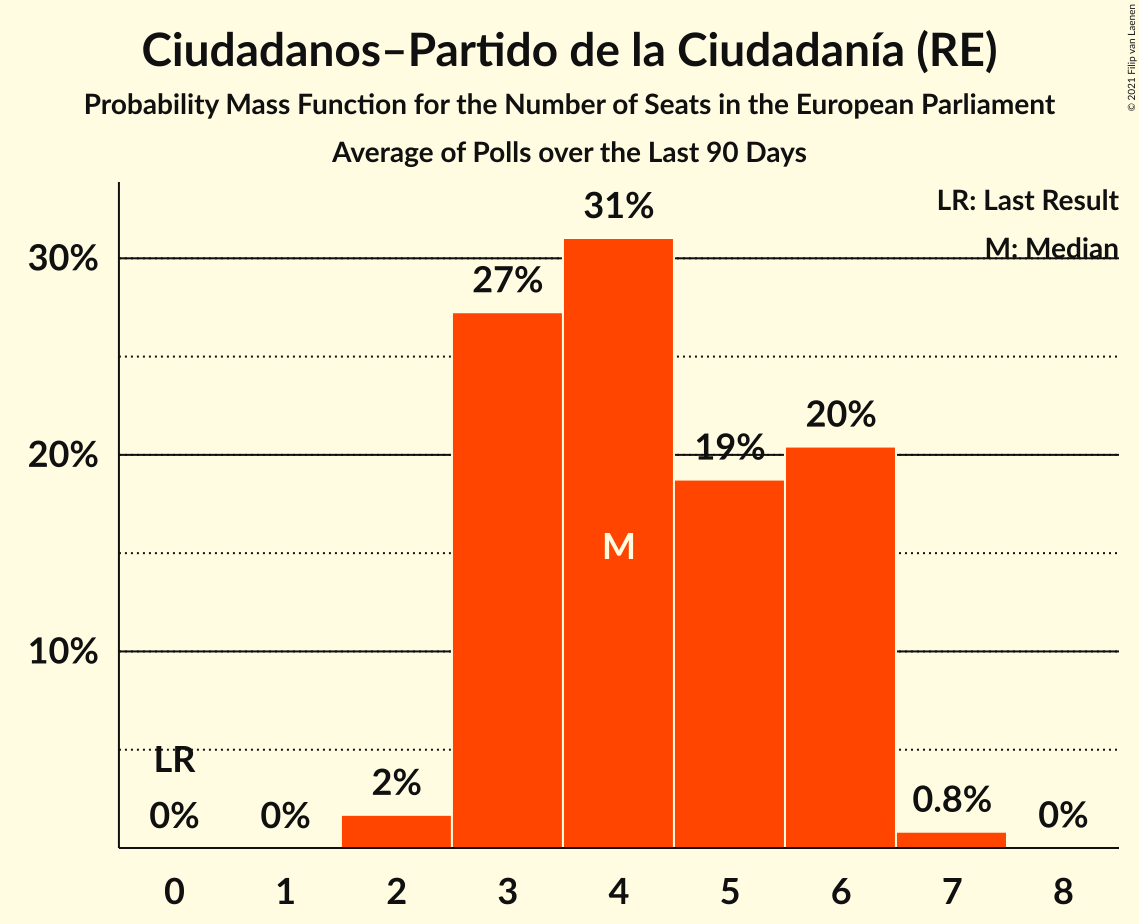 Ciudadanos–Partido de la Ciudadanía (RE)
Probability Mass Function for the Number of Seats in the European Parliament
Average of Polls over the Last 90 Days
© 2021 Filip van Laenen
LR: Last Result
M: Median
31%
30%
27%
20%
20%
19%
M
10%
LR
0%
0%
2%
0.8%
0%
0 1 2 3 4 5 6 7 8